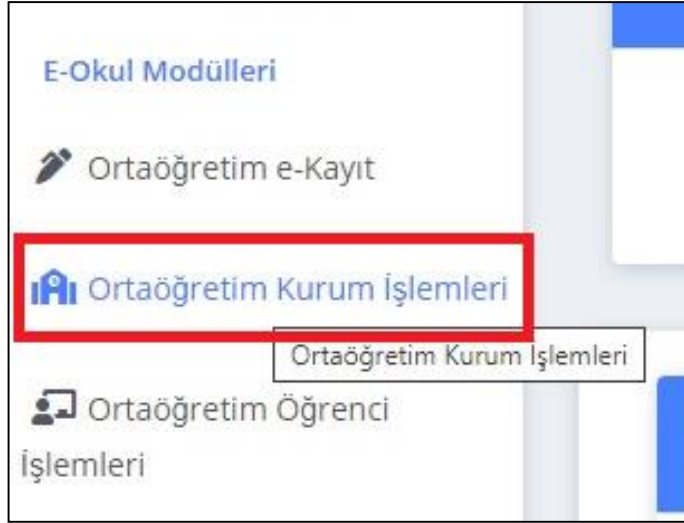 E-Okul Modülleri
Ortaöğretim e-Kayıt
Ortaöğretim Kurum İşlemleri
Ortaöğretim Kurum İşlemleri
Ortaöğretim Öğrenci
İşlemleri